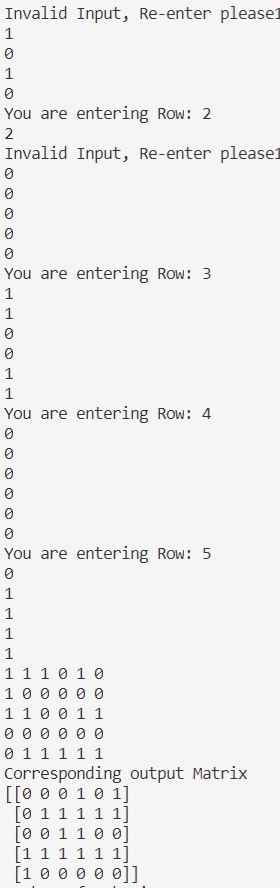 Invalid Input, Re-enter please1
1
0
1
0
You are entering Row: 2
2
Invalid Input, Re-enter please1
0
0
0
0
0
You are entering Row: 3
1
1
0
0
1
1
You are entering Row: 4
0
0
0
0
0
0
You are entering Row: 5
0
1
1
1
1
1 1 1 0 1 0
1 0 0 0 0 0
1 1 0 0 1 1
0 0 0 0 0 0
0 1 1 1 1 1
Corresponding output Matrix
[[0 0 0 1 0 1]
[0 1 1 1 1 1]
[0 0 1 1 0 0]
[1 1 1 1 1 1]
[1 0 0 0 0 0]]